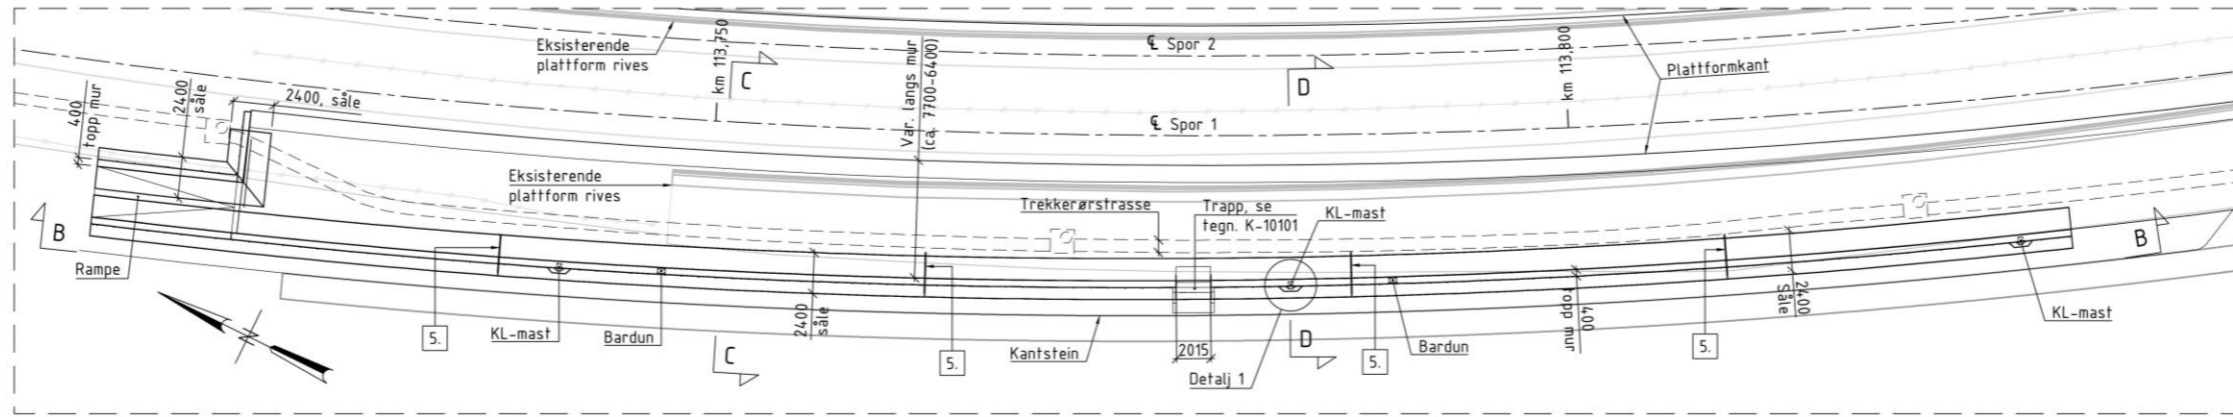 Eksisterende
plattform rives
km 113,750
C
Var. langs mur
(ca. 7700-6400)
℄ Spor 2
D
km 113,800
Plattformkant
400
topp mur
2400
såle
2400, såle
℄ Spor 1
Eksisterende
plattform rives
Trekkerørstrasse
Trapp, se
tegn. K-10101
KL-mast
B
Rampe
B
N
5.
KL-mast
Bardun
C
2400
såle
5.
Kantstein
2015
Detalj 1
D
5.
Bardun
400
topp mur
5.
2400
Såle
KL-mast